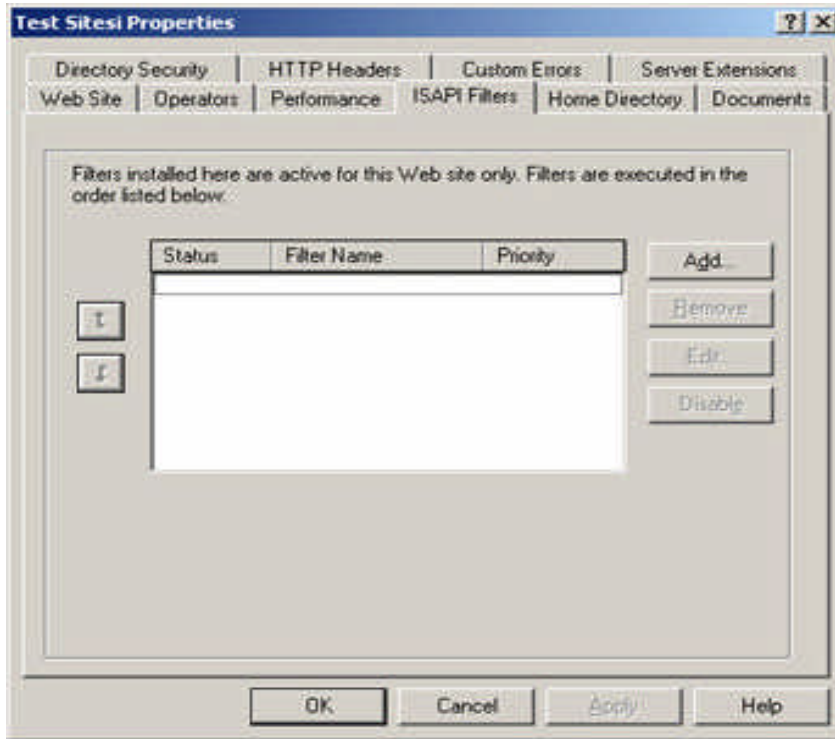 Test Sitesi Properties
Directory Security HTTP Headers Custom Errors Server Extensions
Web Site Operators Performance ISAPI Filters Home Directory Documents
Filters installed here are active for this Web site only. Filters are executed in the
order listed below:
Status Filter Name Priority
Add...
Remove
Edit...
Disable
OK Cancel Apply Help